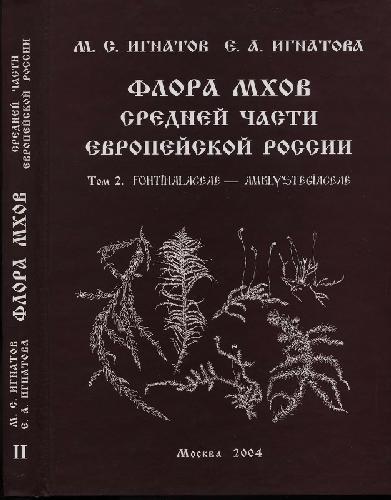 М. С. ИГНАТОВ Е. А. ИГНАТОВА
ФЛОРА МХОВ
СРЕДНЕЙ ЧАСТИ
ЕВРОПЕЙСКОЙ РОССИИ
Том 2. FONTINALACEAE — AMBLYSTEGIACEAE
Москва 2004
М. С. ИГНАТОВ
Е. А. ИГНАТОВА
ФЛОРА МХОВ
СРЕДНЕЙ ЧАСТИ
ЕВРОПЕЙСКОЙ РОССИИ
II